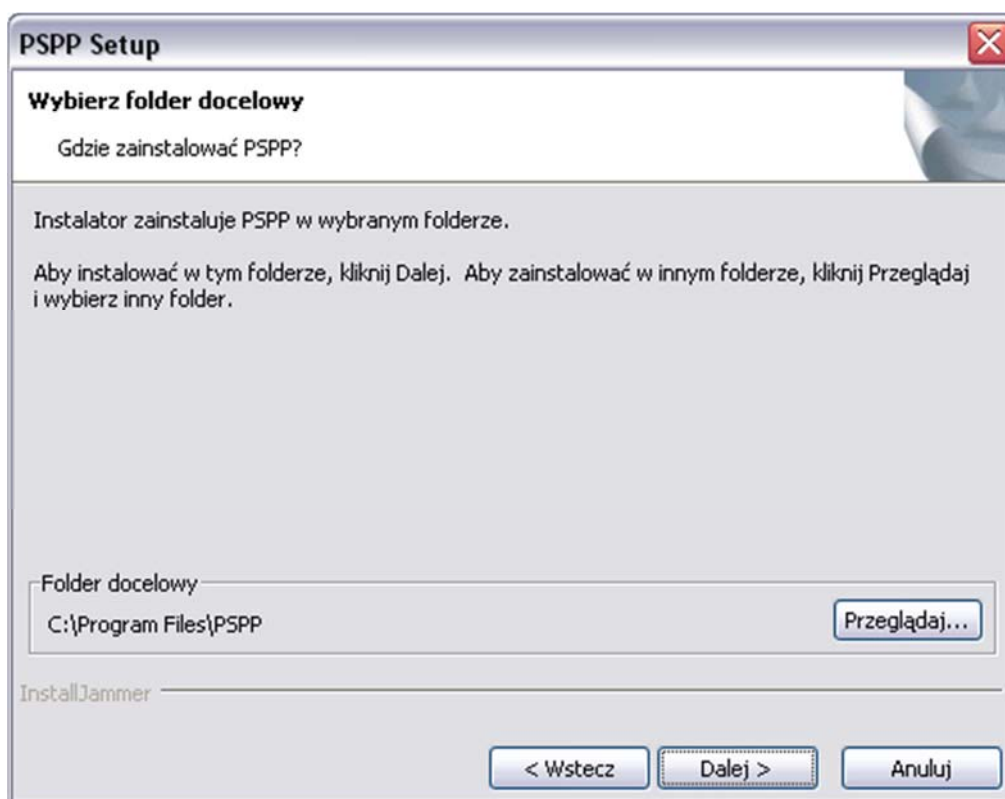 PSPP Setup
Wybierz folder docelowy
Gdzie zainstalować PSPP?
Instalator zainstaluje PSPP w wybranym folderze.
Aby instalować w tym folderze, kliknij Dalej. Aby zainstalować w innym folderze, kliknij Przeglądaj
i wybierz inny folder.
Folder docelowy
C:\Program Files\PSPP
Przeglądaj...
InstallJammer
< Wstecz
Dalej >
Anuluj